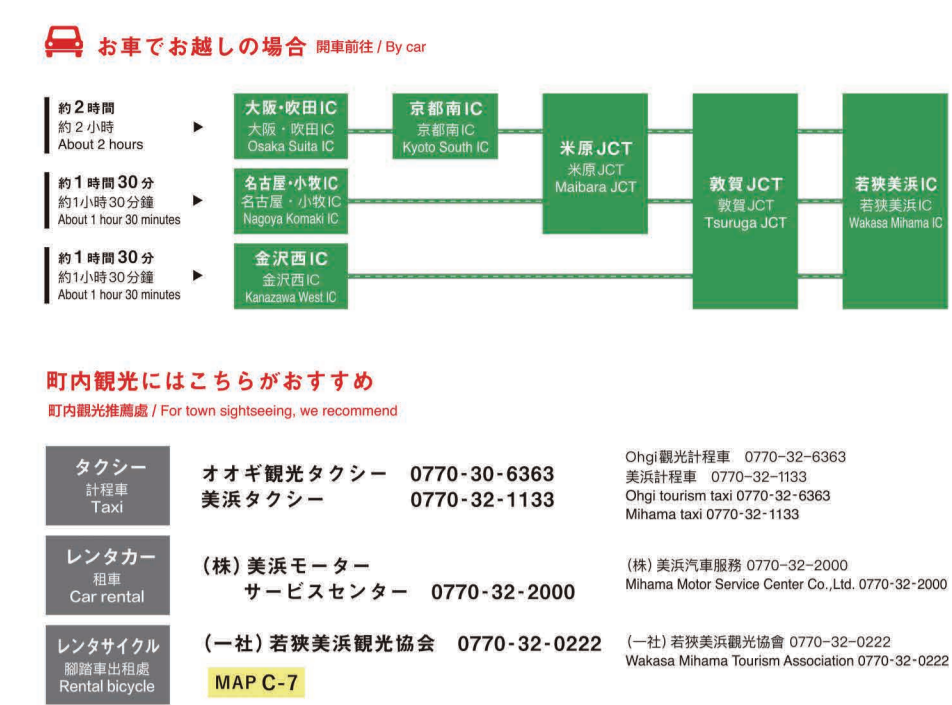 お車でお越しの場合 開車前往 / By car
約2時間
約2小時
About 2 hours
大阪・吹田IC
大阪・吹田IC
Osaka Suita IC
京都南IC
京都南IC
Kyoto South IC
米原JCT
米原JCT
Maibara JCT
敦賀JCT
敦賀JCT
Tsuruga JCT
若狭美浜IC
若狭美浜IC
Wakasa Mihama IC
約1時間30分
約1小時30分鐘
About 1 hour 30 minutes
名古屋・小牧IC
名古屋・小牧IC
Nagoya Komaki IC
約1時間30分
約1小時30分鐘
About 1 hour 30 minutes
金沢西IC
金沢西IC
Kanazawa West IC
町内観光にはこちらがおすすめ
町内觀光推薦處 / For town sightseeing, we recommend
タクシー
計程車
Taxi
オオギ観光タクシー 0770-30-6363
美浜タクシー 0770-32-1133
Ohgi觀光計程車 0770-32-6363
美浜計程車 0770-32-1133
Ohgi tourism taxi 0770-32-6363
Mihama taxi 0770-32-1133
レンタカー
租車
Car rental
(株)美浜モーター
サービスセンター 0770-32-2000
(株)美浜汽車服務 0770-32-2000
Mihama Motor Service Center Co.,Ltd. 0770-32-2000
レンタサイクル
腳踏車出租處
Rental bicycle
(一社)若狭美浜観光協会 0770-32-0222
MAP C-7
(一社)若狹美浜觀光協會 0770-32-0222
Wakasa Mihama Tourism Association 0770-32-0222